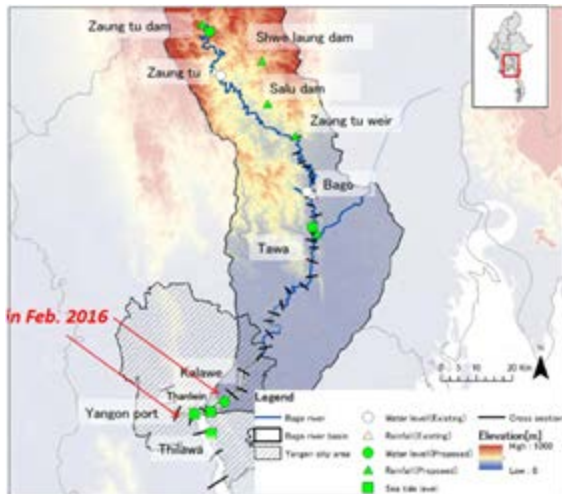 Zaung tu dam
Shwe laung dam
Zaung tu
Salu dam
Zaung tu weir
Bago
Tawa
in Feb. 2016
Kalawe
Thanlwin
Yangon port
Thilawa
0 5 10 20 Km
N
Legend
Bago river
Bago river basin
Yangon city area
Water level(Existing)
Rainfall(Existing)
Water level(Proposed)
Rainfall(Proposed)
Sea tide level
Cross section
Elevation[m]
High : 1000
Low : 0